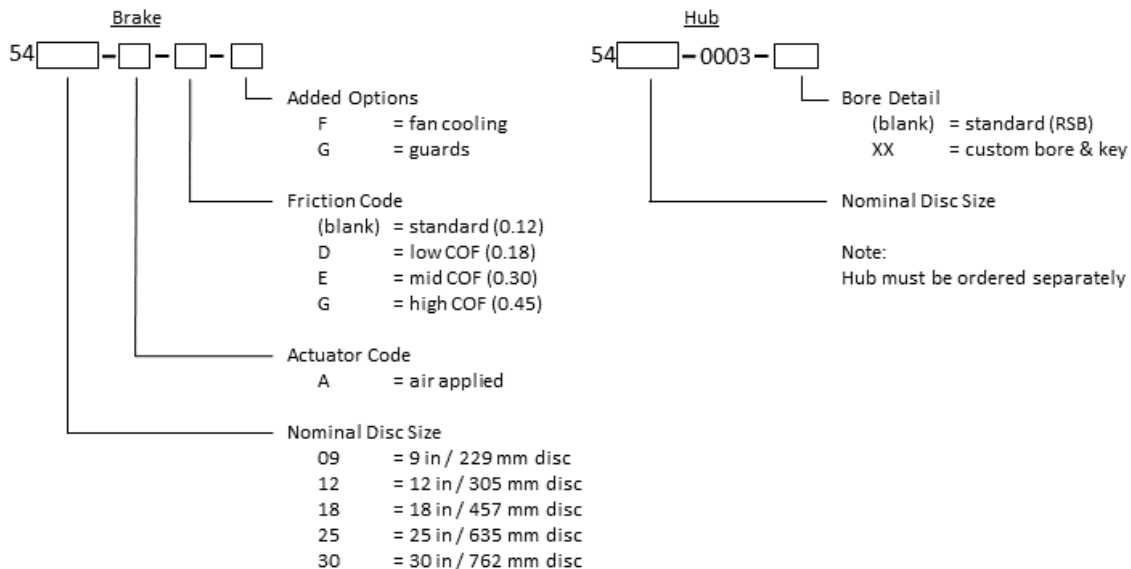 Brake
54 - - -
Added Options
F = fan cooling
G = guards
Friction Code
(blank) = standard (0.12)
D = low COF (0.18)
E = mid COF (0.30)
G = high COF (0.45)
Actuator Code
A = air applied
Nominal Disc Size
09 = 9 in / 229 mm disc
12 = 12 in / 305 mm disc
18 = 18 in / 457 mm disc
25 = 25 in / 635 mm disc
30 = 30 in / 762 mm disc
Hub
54 - 0003 -
Bore Detail
(blank) = standard (RSB)
XX = custom bore & key
Nominal Disc Size
Note:
Hub must be ordered separately